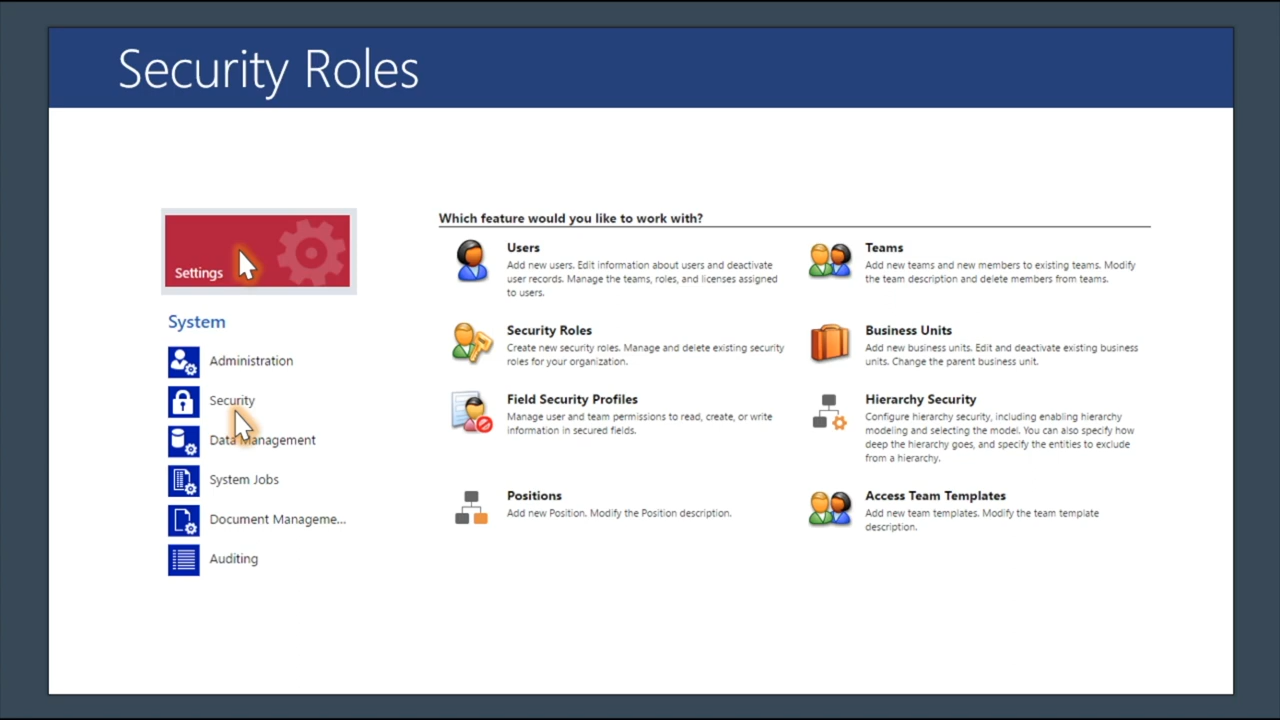 Security Roles
Settings
System
Administration
Security
Data Management
System Jobs
Document Manageme...
Auditing
Which feature would you like to work with?
Users
Add new users. Edit information about users and deactivate
user records. Manage the teams, roles, and licenses assigned
to users.
Teams
Add new teams and new members to existing teams. Modify
the team description and delete members from teams.
Security Roles
Create new security roles. Manage and delete existing security
roles for your organization.
Business Units
Add new business units. Edit and deactivate existing business
units. Change the parent business unit.
Field Security Profiles
Manage user and team permissions to read, create, or write
information in secured fields.
Hierarchy Security
Configure hierarchy security, including enabling hierarchy
modeling and selecting the model. You can also specify how
deep the hierarchy goes, and specify the entities to exclude
from a hierarchy.
Positions
Add new Position. Modify the Position description.
Access Team Templates
Add new team templates. Modify the team template
description.